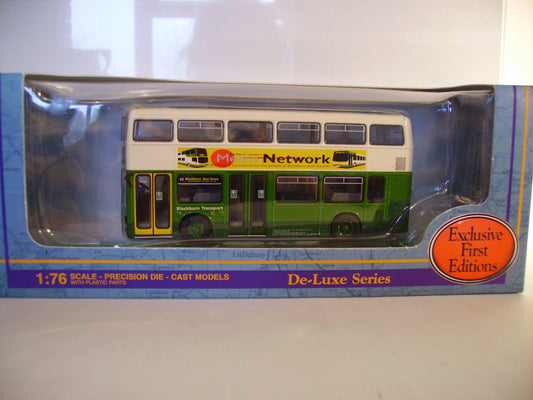 Network
Blackburn Transport
Littlebury
1:76 SCALE - PRECISION DIE - CAST MODELS
WITH PLASTIC PARTS
De-Luxe Series
Exclusive
First
Editions